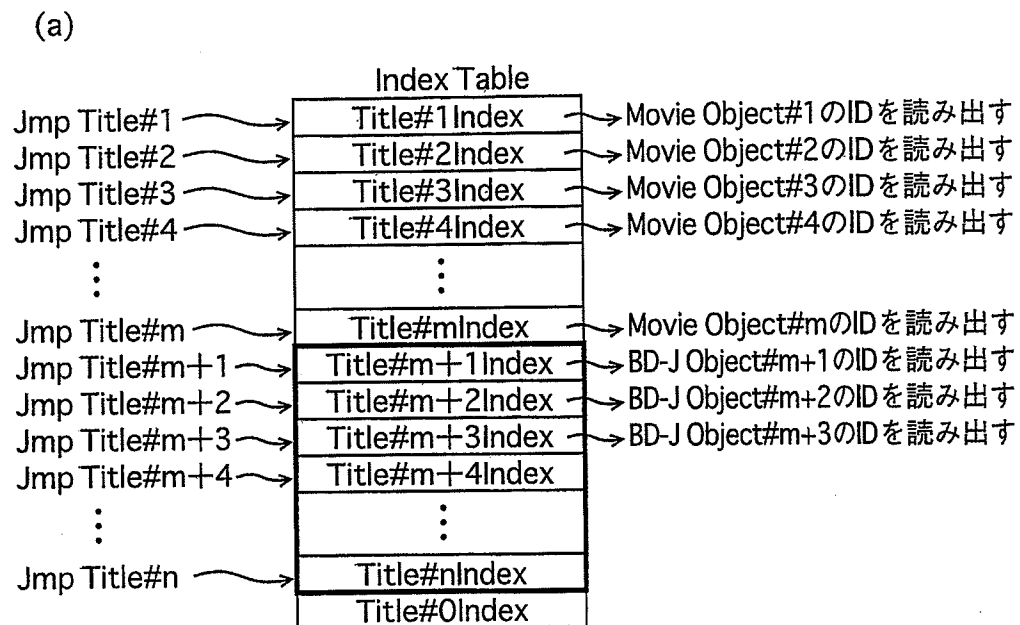 (a)
Index Table
Jmp Title#1 Title#1Index Movie Object#1のIDを読み出す
Jmp Title#2 Title#2Index Movie Object#2のIDを読み出す
Jmp Title#3 Title#3Index Movie Object#3のIDを読み出す
Jmp Title#4 Title#4Index Movie Object#4のIDを読み出す
Jmp Title#m Title#mIndex Movie Object#mのIDを読み出す
Jmp Title#m+1 Title#m+1Index BD-J Object#m+1のIDを読み出す
Jmp Title#m+2 Title#m+2Index BD-J Object#m+2のIDを読み出す
Jmp Title#m+3 Title#m+3Index BD-J Object#m+3のIDを読み出す
Jmp Title#m+4 Title#m+4Index
Jmp Title#n Title#nIndex
Title#0Index